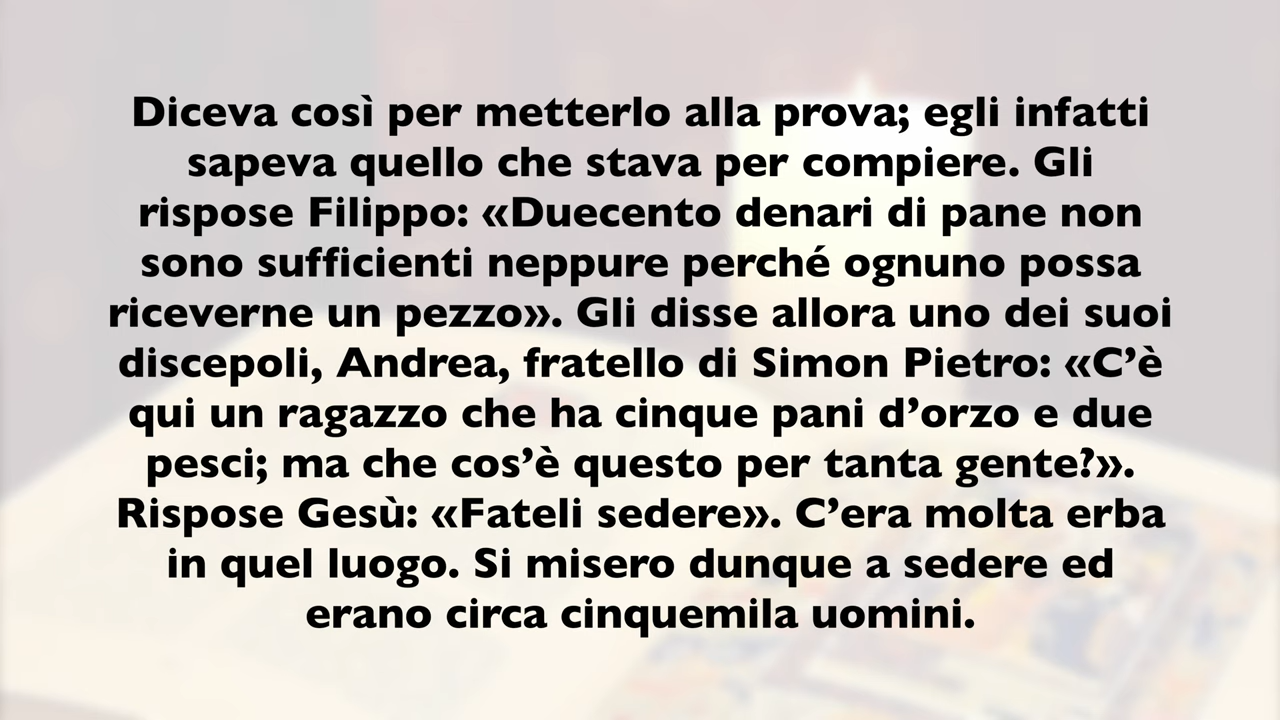 Diceva così per metterlo alla prova; egli infatti
sapeva quello che stava per compiere. Gli
rispose Filippo: «Duecento denari di pane non
sono sufficienti neppure perché ognuno possa
riceverne un pezzo». Gli disse allora uno dei suoi
discepoli, Andrea, fratello di Simon Pietro: «C’è
qui un ragazzo che ha cinque pani d’orzo e due
pesci; ma che cos’è questo per tanta gente?».
Rispose Gesù: «Fateli sedere». C’era molta erba
in quel luogo. Si misero dunque a sedere ed
erano circa cinquemila uomini.